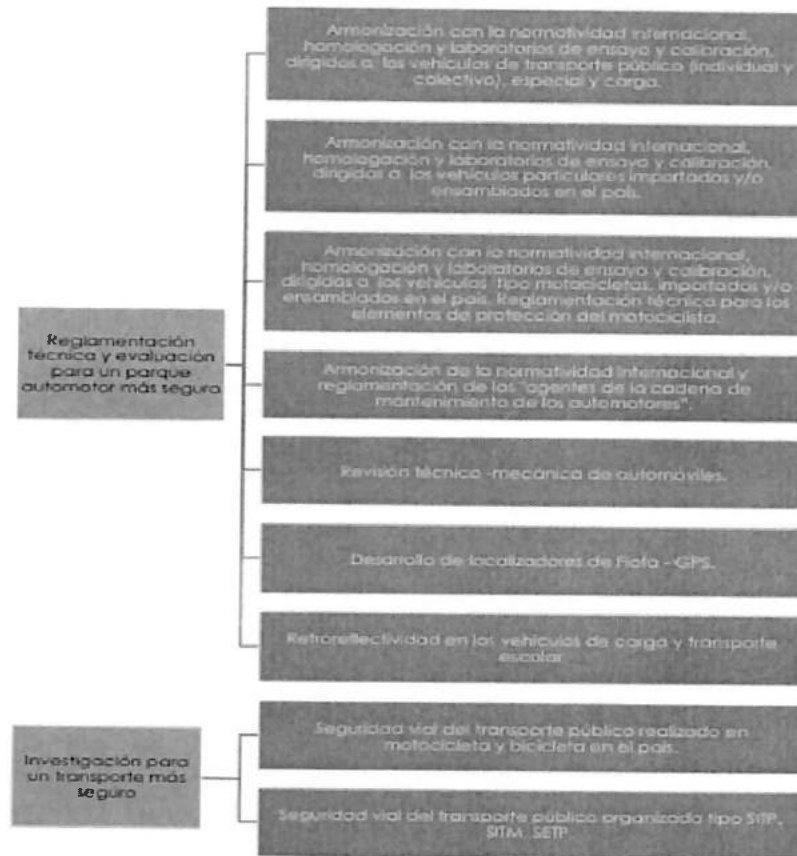 Reglamentación
técnica y evaluación
para un parque
automotor más seguro
Armonización con la normatividad internacional,
homologación y laboratorios de ensayo y calibración,
dirigidos a los vehículos de transporte público (individual y
colectivo), especial y carga.
Armonización con la normatividad internacional,
homologación y laboratorios de ensayo y calibración,
dirigidos a los vehículos particulares importados y/o
ensamblados en el país.
Armonización con la normatividad internacional,
homologación y laboratorios de ensayo y calibración,
dirigidas a los vehículos tipo motocicletas, importados y/o
ensamblados en el país. Reglamentación técnica para los
elementos de protección del motociclista.
Armonización de la normatividad internacional y
reglamentación de los "agentes de la cadena de
mantenimiento de los automotores".
Revisión técnico -mecánica de automóviles.
Desarrollo de localizadores de Flota - GPS.
Retroreflectividad en los vehículos de carga y transporte
escolar
Investigación para
un transporte más
seguro
Seguridad vial del transporte público realizado en
motocicleta y bicicleta en el país.
Seguridad vial del transporte público organizado tipo SITP,
SITM, SETP.